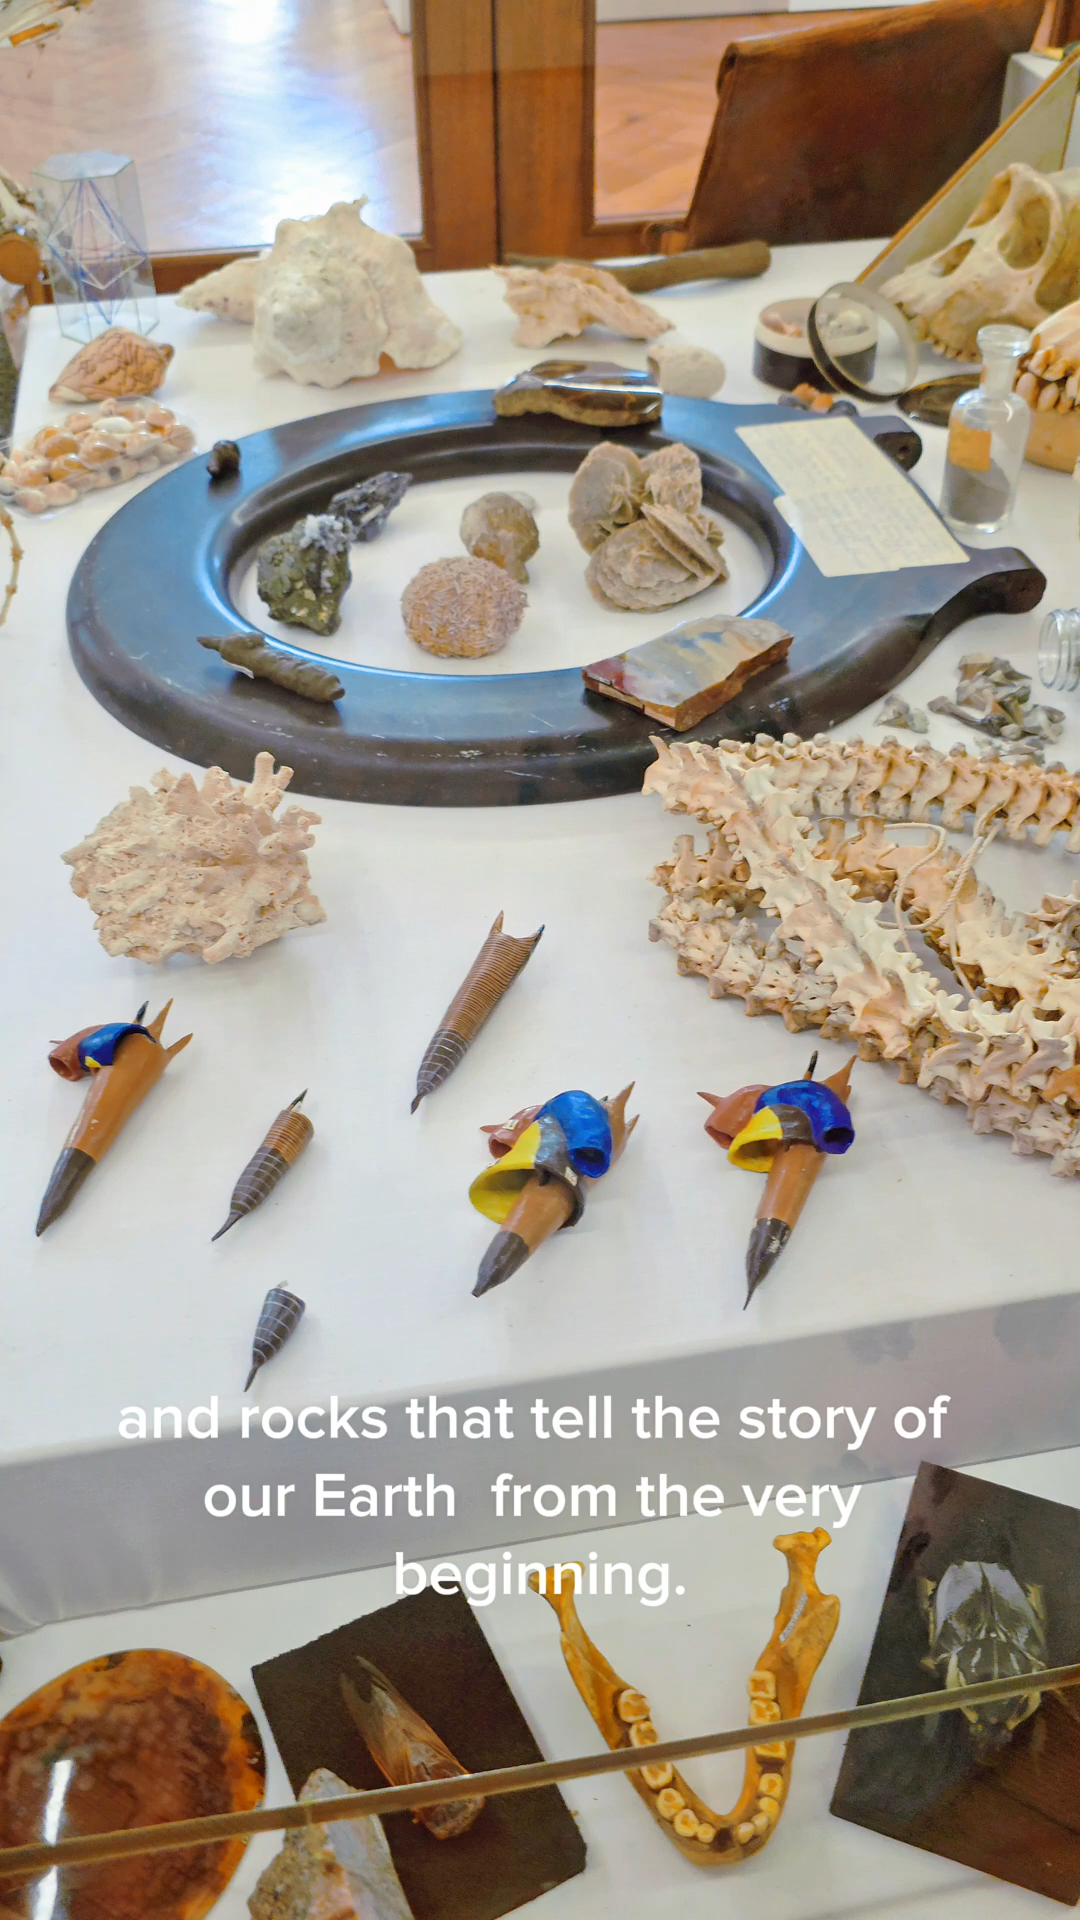 and rocks that tell the story of
our Earth from the very
beginning.